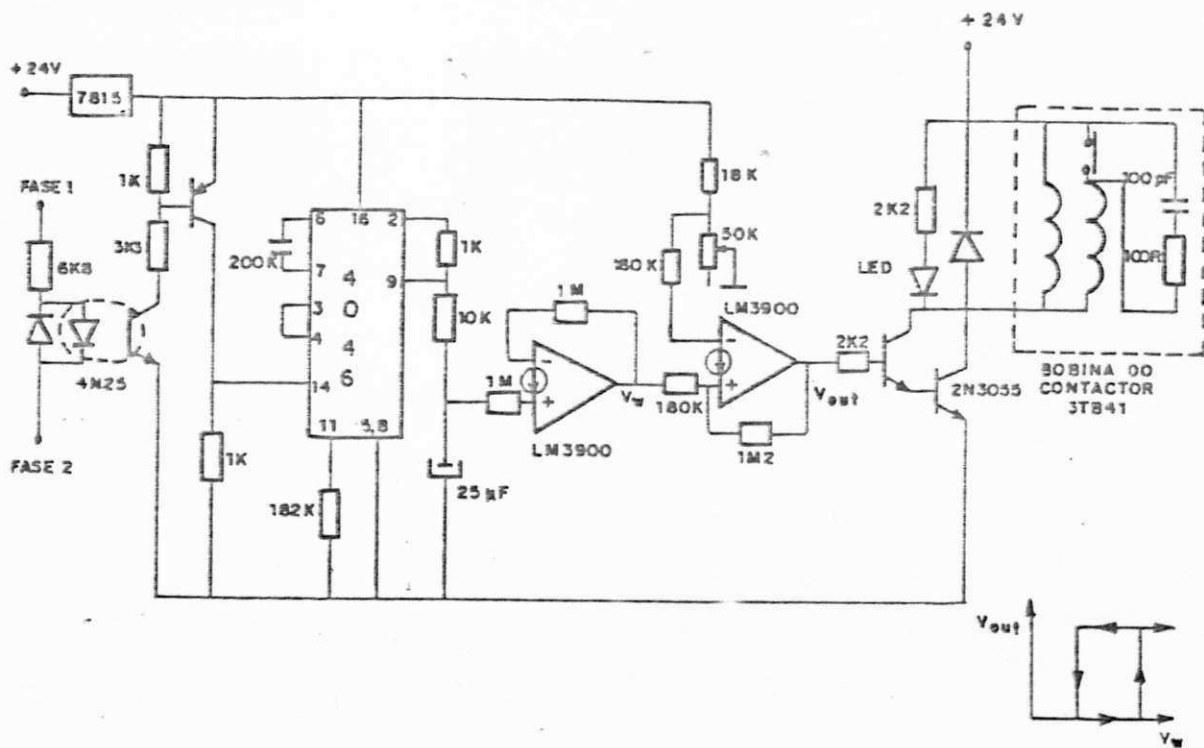 + 24V
+ 24V
7815
FASE 1
1K
3K3
6K8
4N25
FASE 2
1K
6 16 2
200K
7
4
0
4
6
3
4
9
14
11 5,8
182K
1K
10K
25µF
1M
1M
LM3900
Vw
18K
50K
180K
LM3900
180K
1M2
Vout
2K2
2N3055
2K2
LED
100pF
100R
BOBINA DO
CONTACTOR
3TB41
Vout
Vw